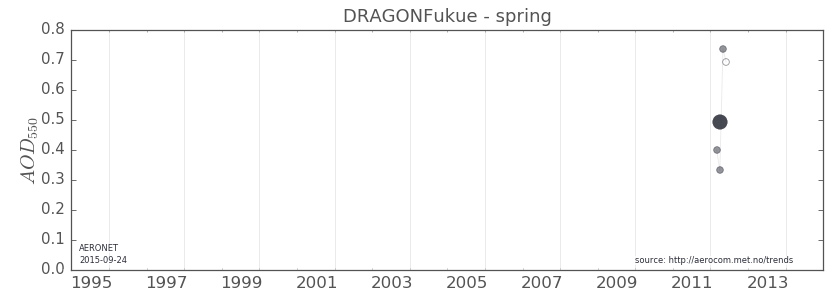 DRAGONFukue - spring
0.8
0.7
0.6
0.5
0.4
0.3
0.2
0.1
0.0
AOD550
AERONET
2015-09-24
source: http://aerocom.met.no/trends
1995 1997 1999 2001 2003 2005 2007 2009 2011 2013